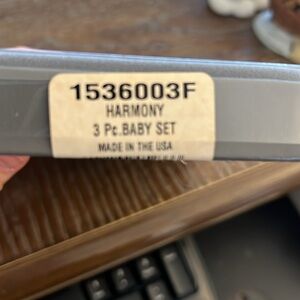 1536003F
HARMONY
3 Pc. BABY SET
MADE IN THE USA